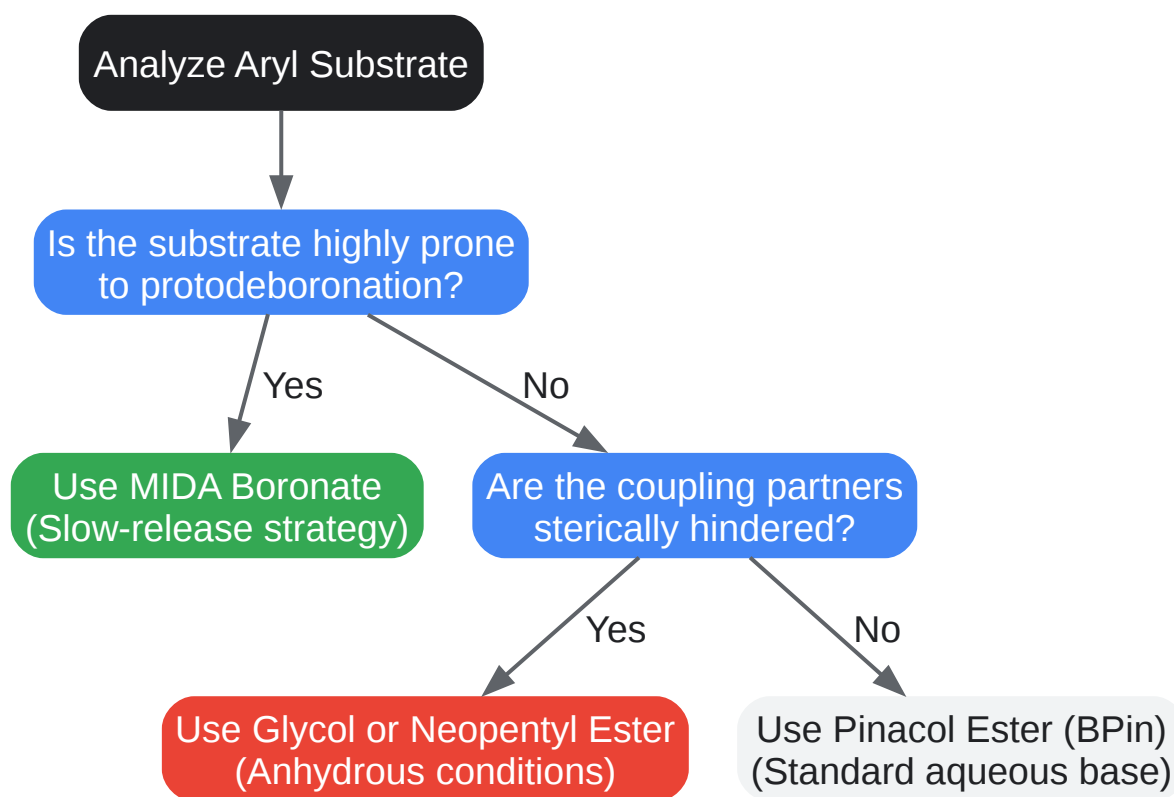 Analyze Aryl Substrate
Is the substrate highly prone
to protodeboronation?
Yes
No
Use MIDA Boronate
(Slow-release strategy)
Are the coupling partners
sterically hindered?
Yes
No
Use Glycol or Neopentyl Ester
(Anhydrous conditions)
Use Pinacol Ester (BPin)
(Standard aqueous base)